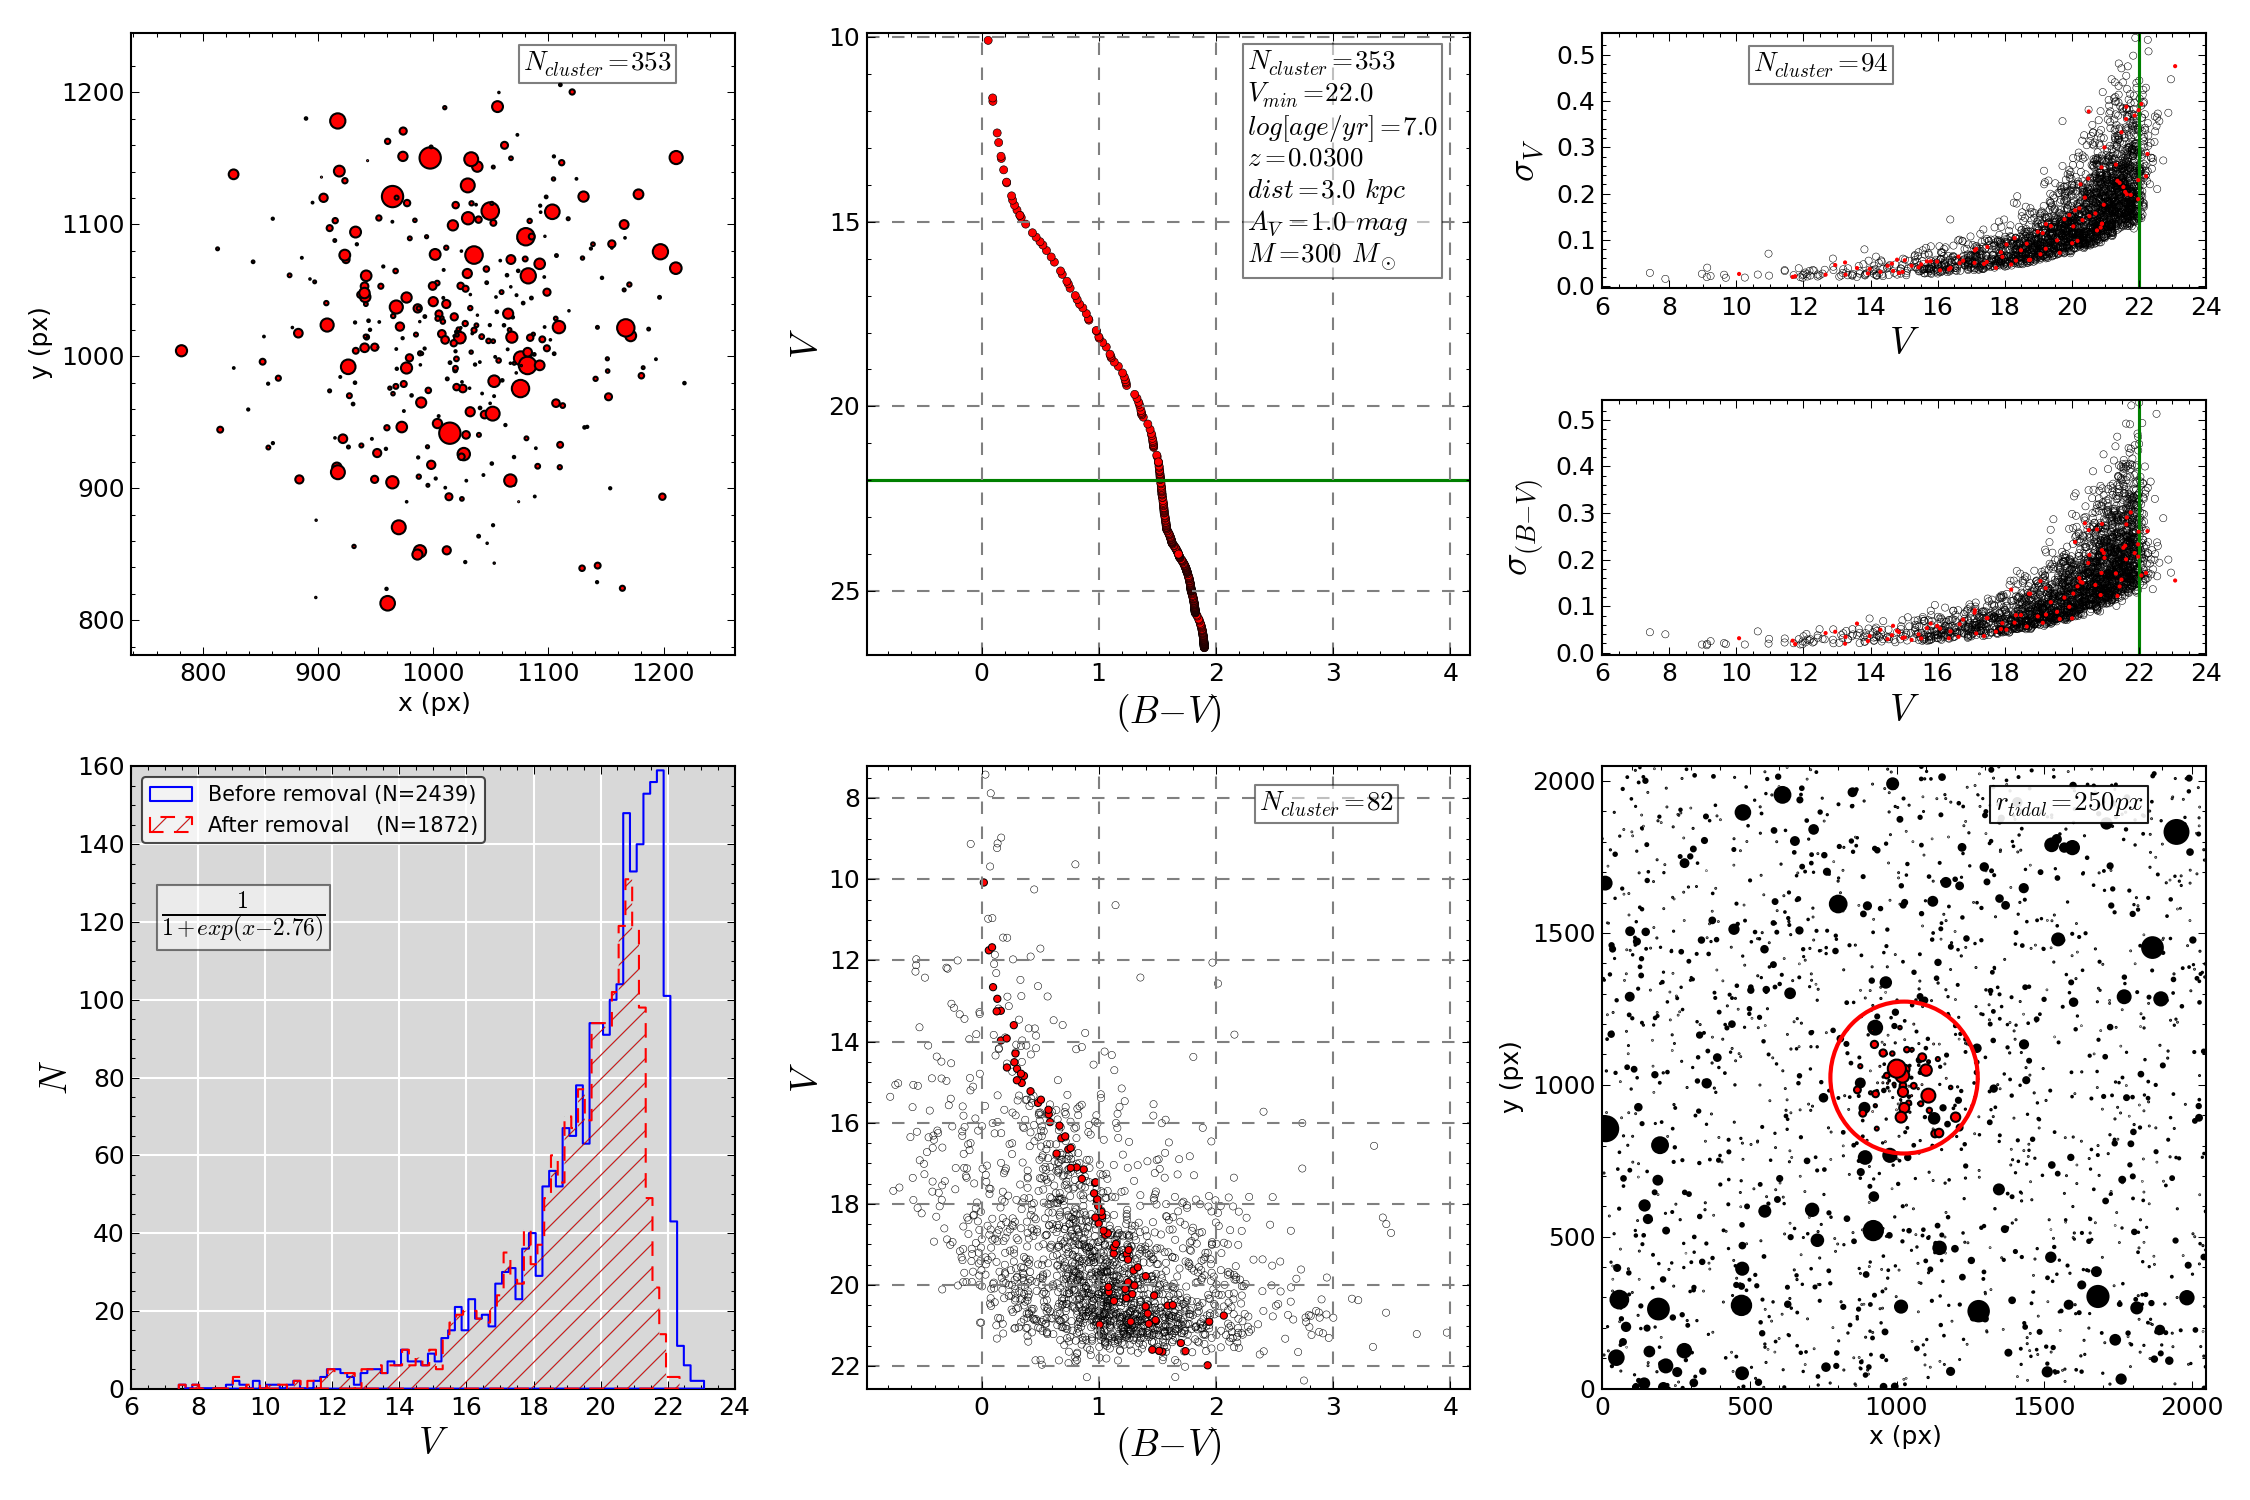 N_cluster=353
1200
1100
1000
900
800
y (px)
800 900 1000 1100 1200
x (px)
10
15
20
25
V
N_cluster=353
V_min=22.0
log[age/yr]=7.0
z=0.0300
dist=3.0 kpc
A_V=1.0 mag
M=300 M_⊙
0 1 2 3 4
(B−V)
0.5
0.4
0.3
0.2
0.1
0.0
σ_V
N_cluster=94
6 8 10 12 14 16 18 20 22 24
V
0.5
0.4
0.3
0.2
0.1
0.0
σ_(B−V)
6 8 10 12 14 16 18 20 22 24
V
160
140
120
100
80
60
40
20
0
N
Before removal (N=2439)
After removal (N=1872)
1
1+exp(x−2.76)
6 8 10 12 14 16 18 20 22 24
V
8
10
12
14
16
18
20
22
V
N_cluster=82
0 1 2 3 4
(B−V)
2000
1500
1000
500
0
y (px)
r_tidal=250px
0 500 1000 1500 2000
x (px)